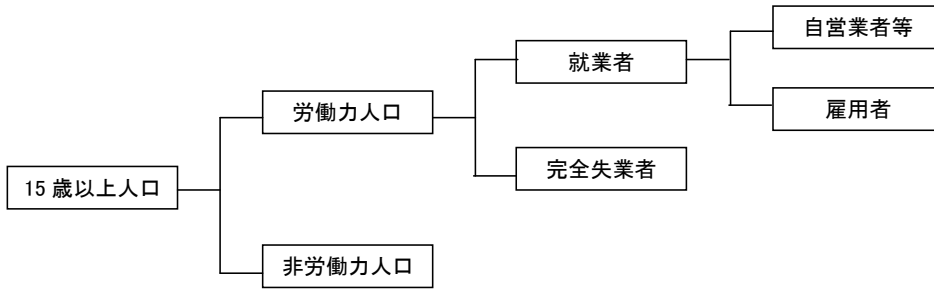 自営業者等
就業者
雇用者
労働力人口
完全失業者
15 歳以上人口
非労働力人口